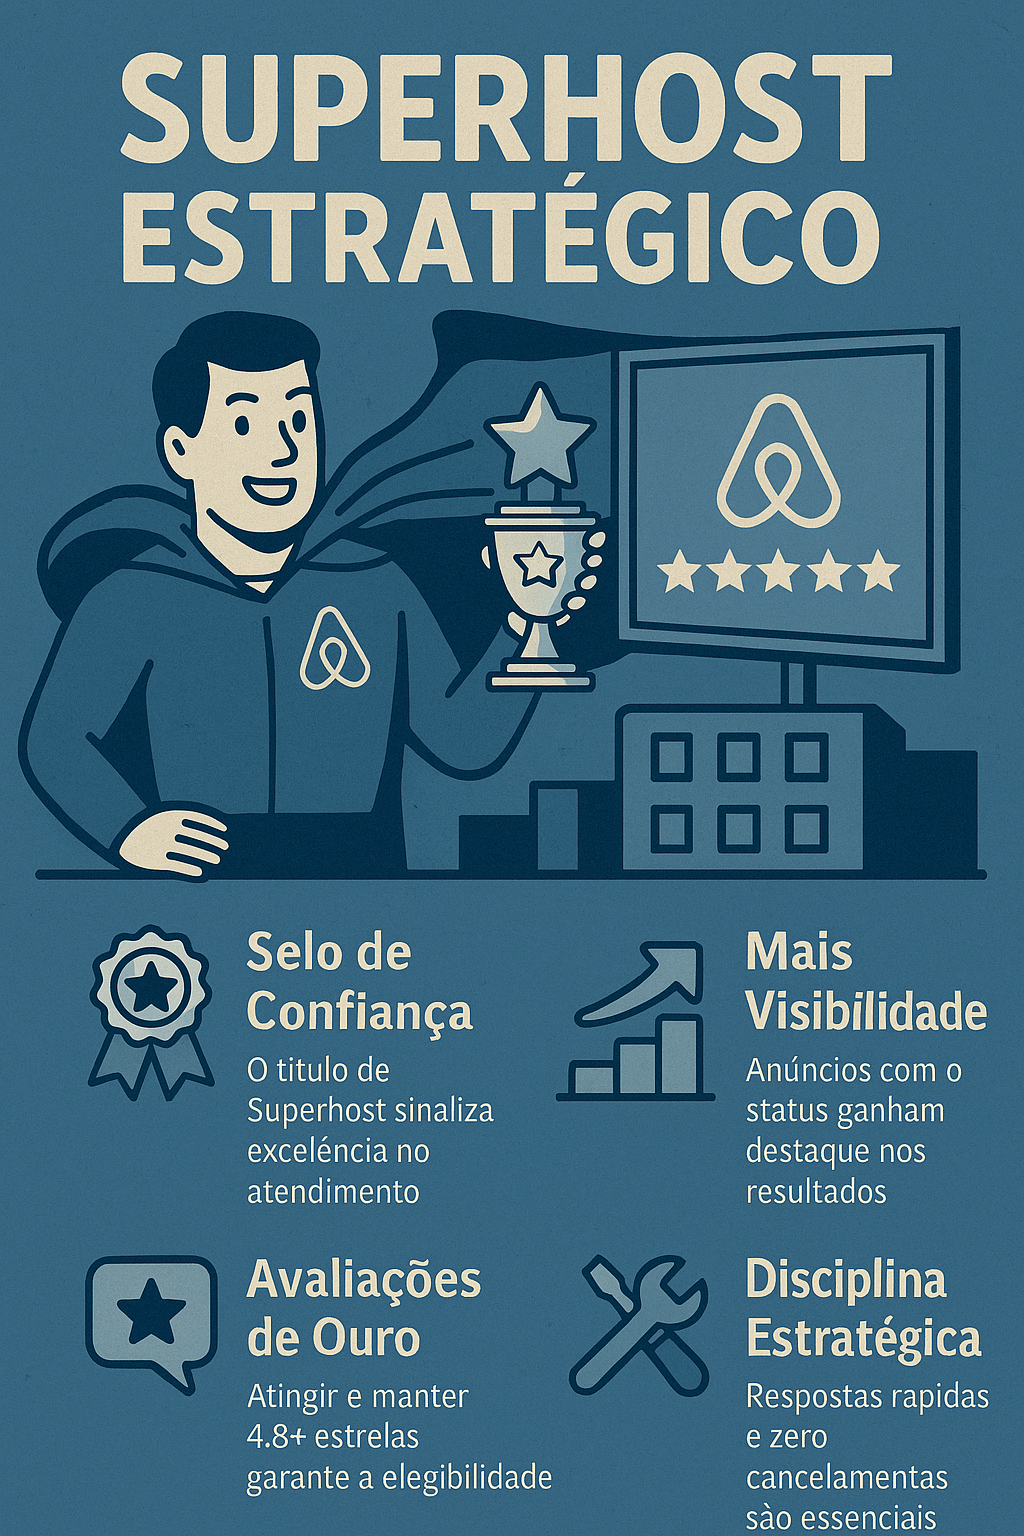 SUPERHOST
ESTRATÉGICO
Selo de
Confiança
O titulo de
Superhost sinaliza
exceléncia no
atendimento
Mais
Visibilidade
Anúncios com o
status ganham
destaque nos
resultados
Avaliações
de Ouro
Atingir e manter
4.8+ estrelas
garante a elegibilidade
Disciplina
Estratégica
Respostas rapidas
e zero
cancelamentas
sào essenciais